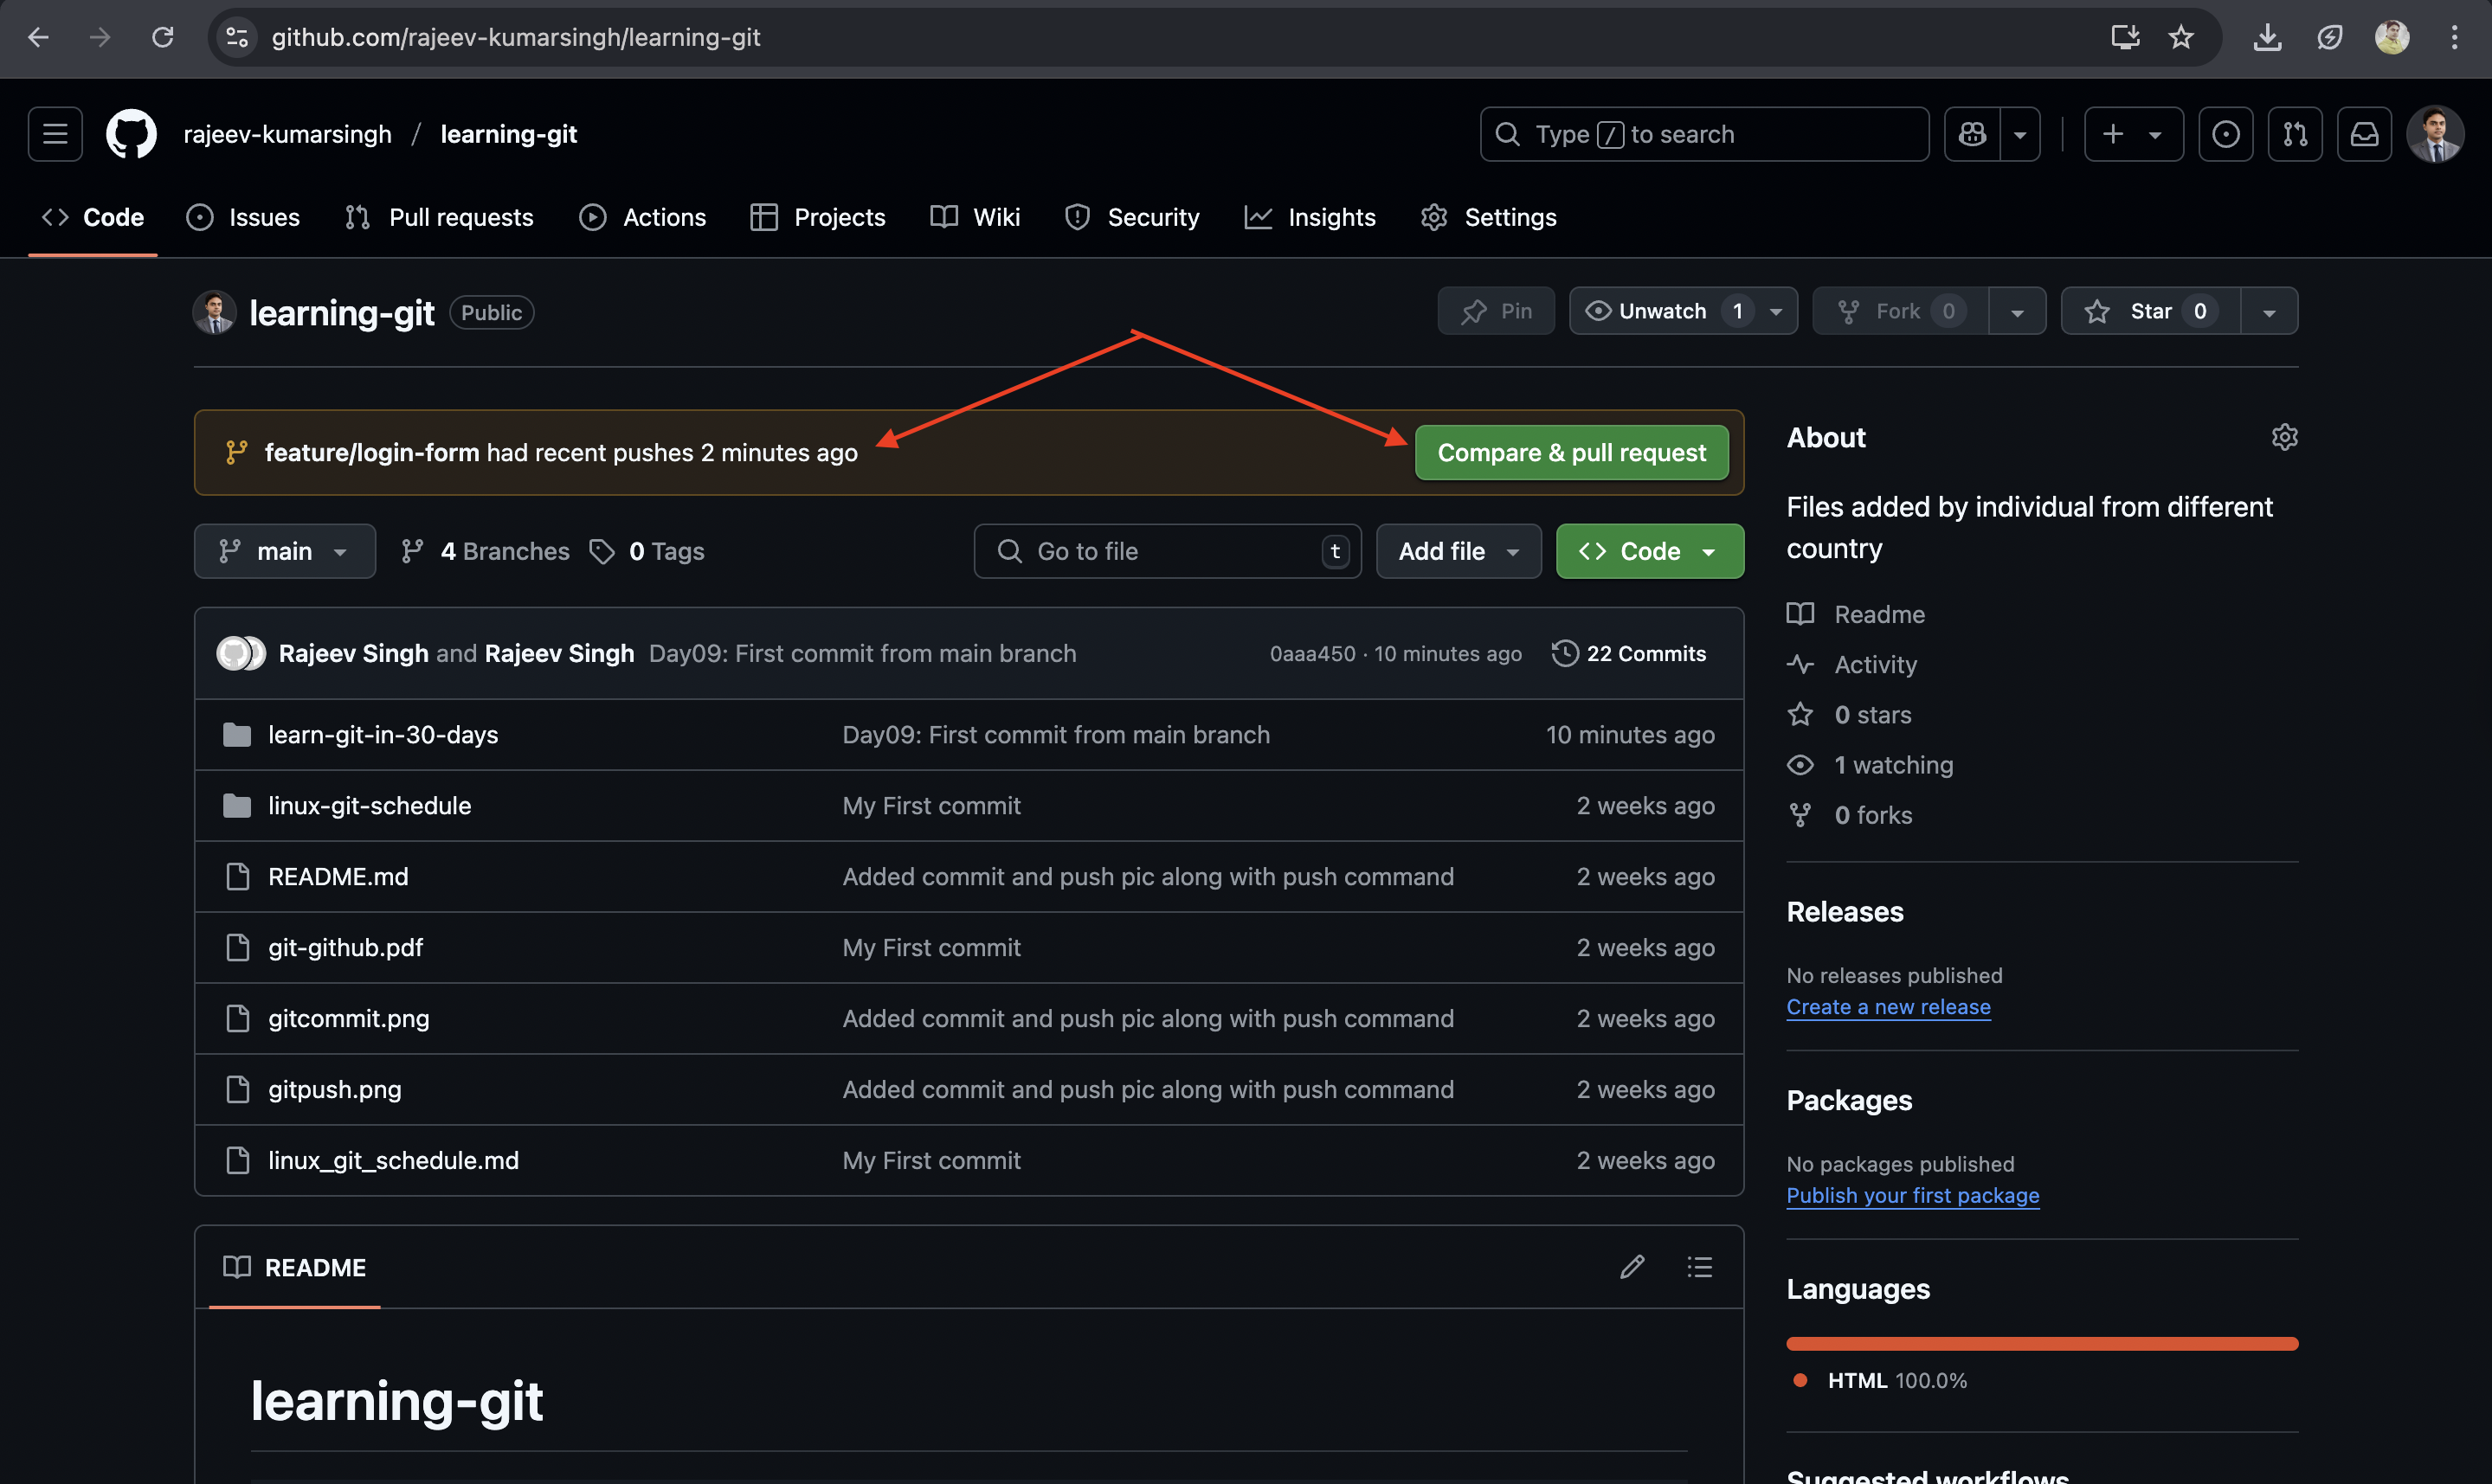 github.com/rajeev-kumarsingh/learning-git
rajeev-kumarsingh / learning-git
Type / to search
Code Issues Pull requests Actions Projects Wiki Security Insights Settings
learning-git Public
Pin Unwatch 1 Fork 0 Star 0
feature/login-form had recent pushes 2 minutes ago Compare & pull request
main 4 Branches 0 Tags Go to file t Add file Code
Rajeev Singh and Rajeev Singh Day09: First commit from main branch 0aaa450 · 10 minutes ago 22 Commits
learn-git-in-30-days Day09: First commit from main branch 10 minutes ago
linux-git-schedule My First commit 2 weeks ago
README.md Added commit and push pic along with push command 2 weeks ago
git-github.pdf My First commit 2 weeks ago
gitcommit.png Added commit and push pic along with push command 2 weeks ago
gitpush.png Added commit and push pic along with push command 2 weeks ago
linux_git_schedule.md My First commit 2 weeks ago
README
learning-git
About
Files added by individual from different
country
Readme
Activity
0 stars
1 watching
0 forks
Releases
No releases published
Create a new release
Packages
No packages published
Publish your first package
Languages
HTML 100.0%
Suggested workflows